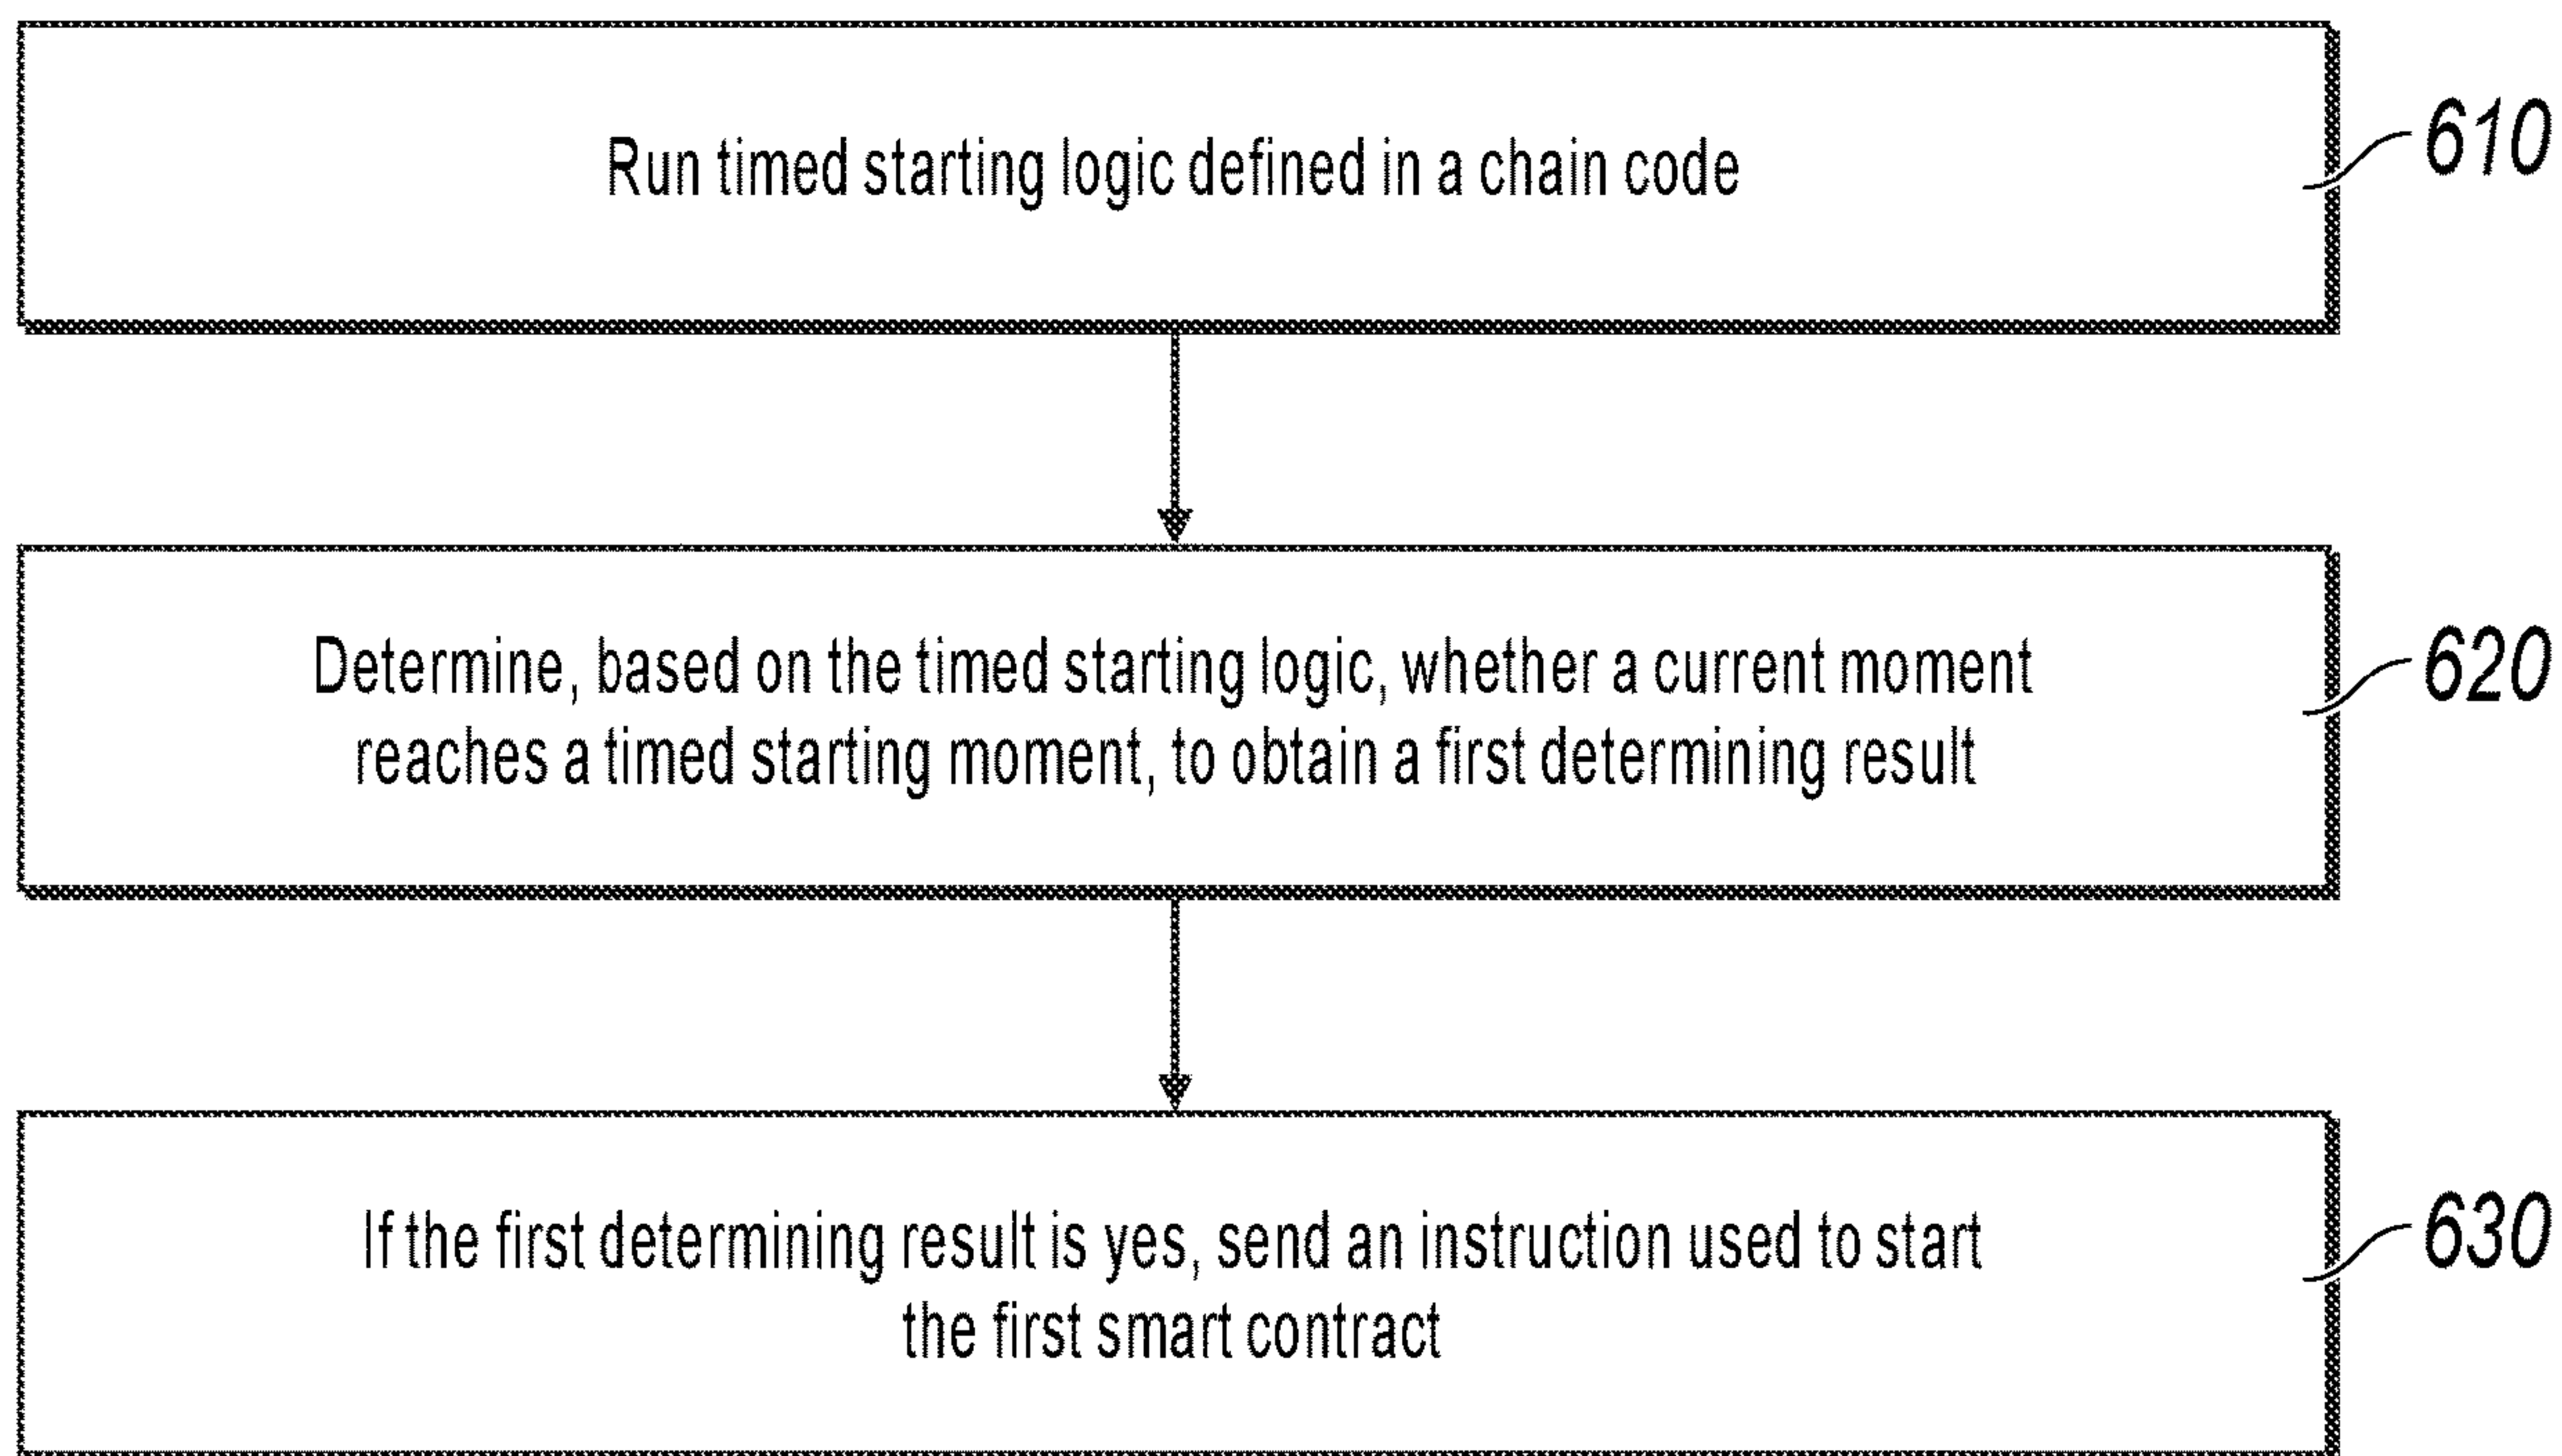 Run timed starting logic defined in a chain code
610
Determine, based on the timed starting logic, whether a current moment
reaches a timed starting moment, to obtain a first determining result
620
If the first determining result is yes, send an instruction used to start
the first smart contract
630